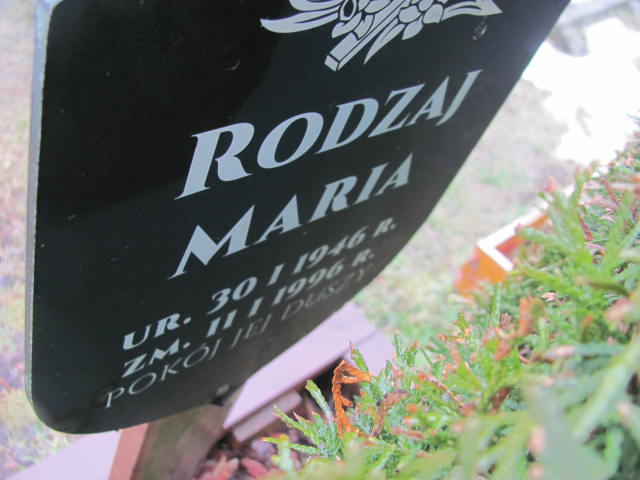 RODZAJ
MARIA
UR. 30 I 1946 R.
ZM. 11 I 1996 R.
POKÓJ JEJ DUSZY